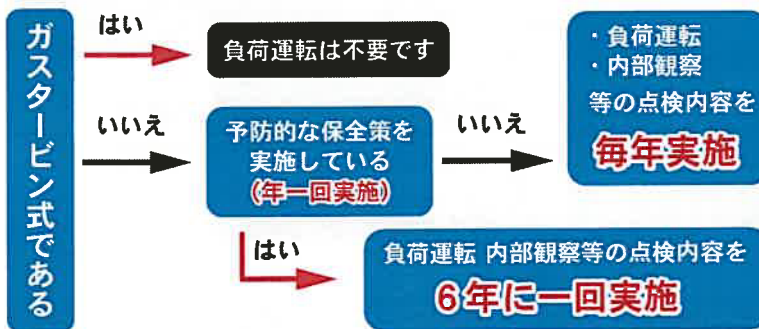 ガスタービン式である
はい
負荷運転は不要です
いいえ
予防的な保全策を
実施している
(年一回実施)
いいえ
・負荷運転
・内部観察
等の点検内容を
毎年実施
はい
負荷運転 内部観察等の点検内容を
6年に一回実施